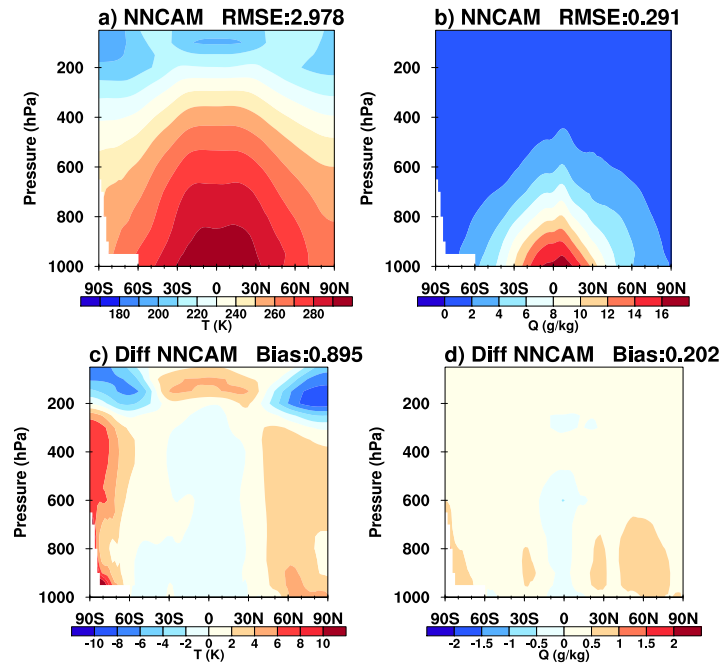 a) NNCAM RMSE:2.978
Pressure (hPa)
200
400
600
800
1000
90S 60S 30S 0 30N 60N 90N
180 200 220 240 260 280
T (K)
b) NNCAM RMSE:0.291
Pressure (hPa)
200
400
600
800
1000
90S 60S 30S 0 30N 60N 90N
0 2 4 6 8 10 12 14 16
Q (g/kg)
c) Diff NNCAM Bias:0.895
Pressure (hPa)
200
400
600
800
1000
90S 60S 30S 0 30N 60N 90N
-10 -8 -6 -4 -2 0 2 4 6 8 10
T (K)
d) Diff NNCAM Bias:0.202
Pressure (hPa)
200
400
600
800
1000
90S 60S 30S 0 30N 60N 90N
-2 -1.5 -1 -0.5 0 0.5 1 1.5 2
Q (g/kg)